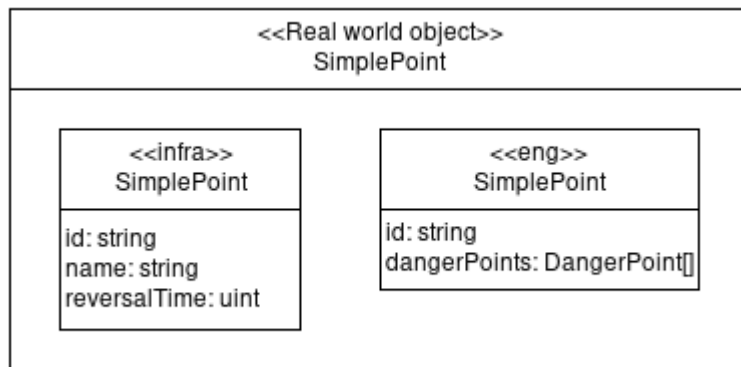 <<Real world object>>
SimplePoint
<<infra>>
SimplePoint
id: string
name: string
reversalTime: uint
<<eng>>
SimplePoint
id: string
dangerPoints: DangerPoint[]